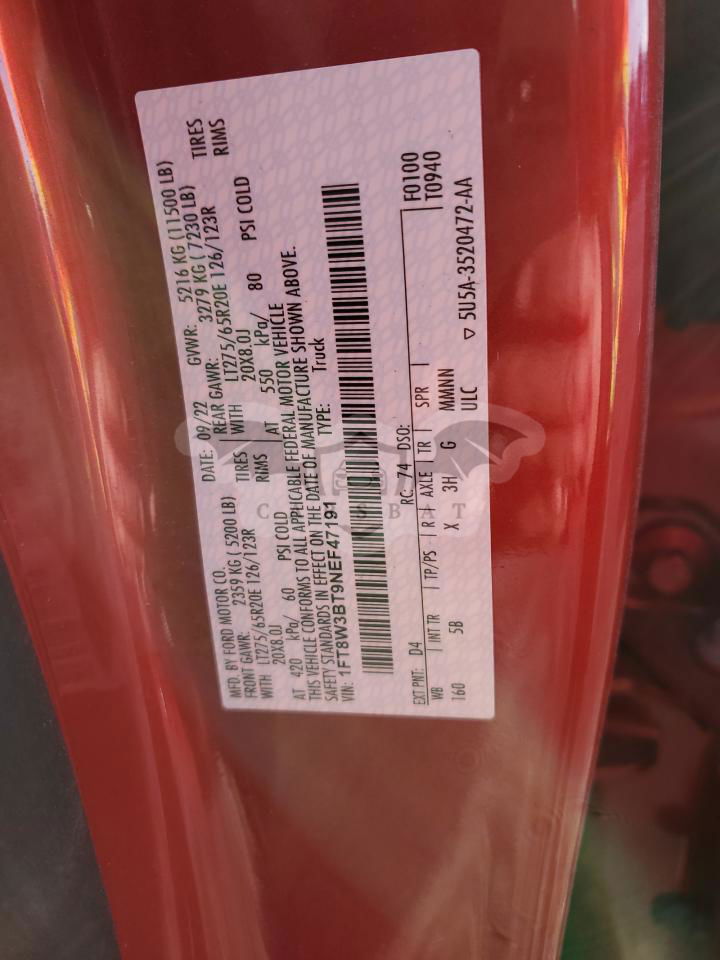 MFD. BY FORD MOTOR CO. DATE: 09/22 GVWR: 5216 KG (11500 LB)
FRONT GAWR: 2359 KG ( 5200 LB) REAR GAWR: 3279 KG ( 7230 LB)
WITH LT275/65R20E 126/123R TIRES WITH LT275/65R20E 126/123R TIRES
20X8.0J RIMS 20X8.0J RIMS
AT 420 kPa/ 60 PSI COLD AT 550 kPa/ 80 PSI COLD
THIS VEHICLE CONFORMS TO ALL APPLICABLE FEDERAL MOTOR VEHICLE
SAFETY STANDARDS IN EFFECT ON THE DATE OF MANUFACTURE SHOWN ABOVE.
VIN: 1FT8W3BT9NEF47191 TYPE: Truck
EXT PNT: D4 RC: 74 DSO: F0100
WB INT TR TP/PS R AXLE TR SPR T0940
160 5B X 3H G MMNN
ULC ▽ 5U5A-3520472-AA